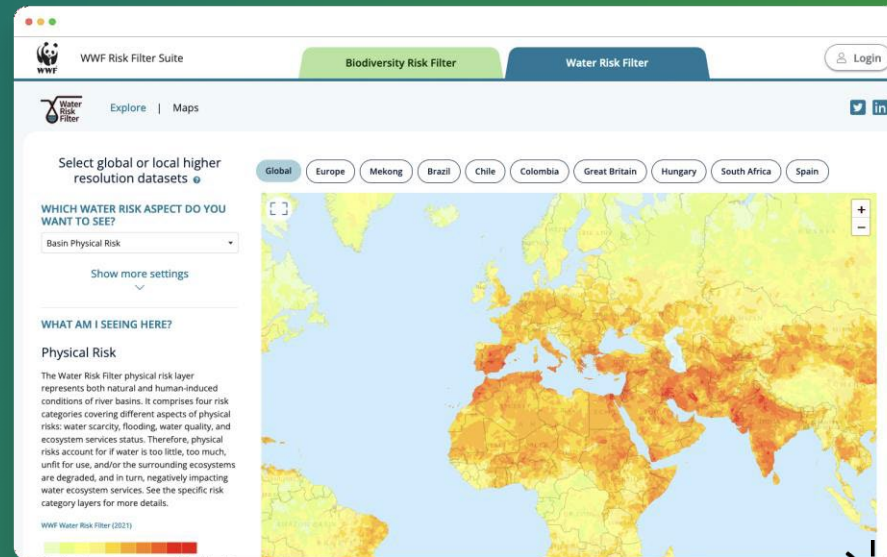 WWF
WWF Risk Filter Suite
Biodiversity Risk Filter
Water Risk Filter
Login
Water
Risk
Filter
Explore | Maps
in
Select global or local higher
resolution datasets ?
Global
Europe
Mekong
Brazil
Chile
Colombia
Great Britain
Hungary
South Africa
Spain
WHICH WATER RISK ASPECT DO YOU
WANT TO SEE?
Basin Physical Risk
Show more settings
+
−
WHAT AM I SEEING HERE?
Physical Risk
The Water Risk Filter physical risk layer
represents both natural and human-induced
conditions of river basins. It comprises four risk
categories covering different aspects of physical
risks: water scarcity, flooding, water quality, and
ecosystem services status. Therefore, physical
risks account for if water is too little, too much,
unfit for use, and/or the surrounding ecosystems
are degraded, and in turn, negatively impacting
water ecosystem services. See the specific risk
category layers for more details.
WWF Water Risk Filter (2021)